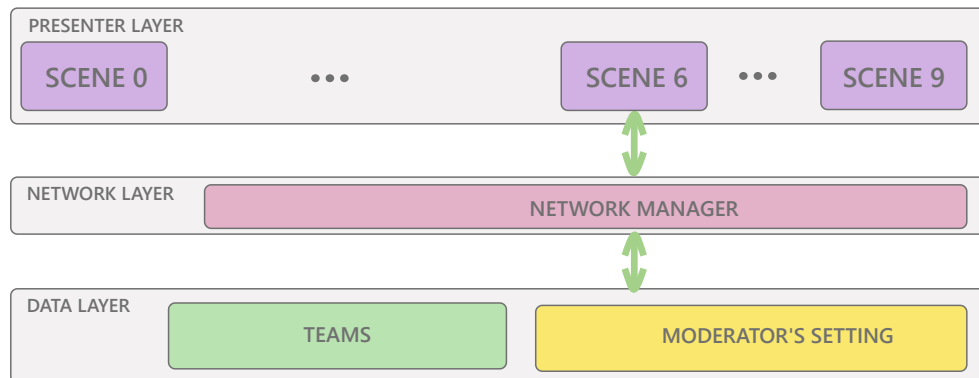 PRESENTER LAYER
SCENE 0
•••
SCENE 6
•••
SCENE 9
NETWORK LAYER
NETWORK MANAGER
DATA LAYER
TEAMS
MODERATOR'S SETTING